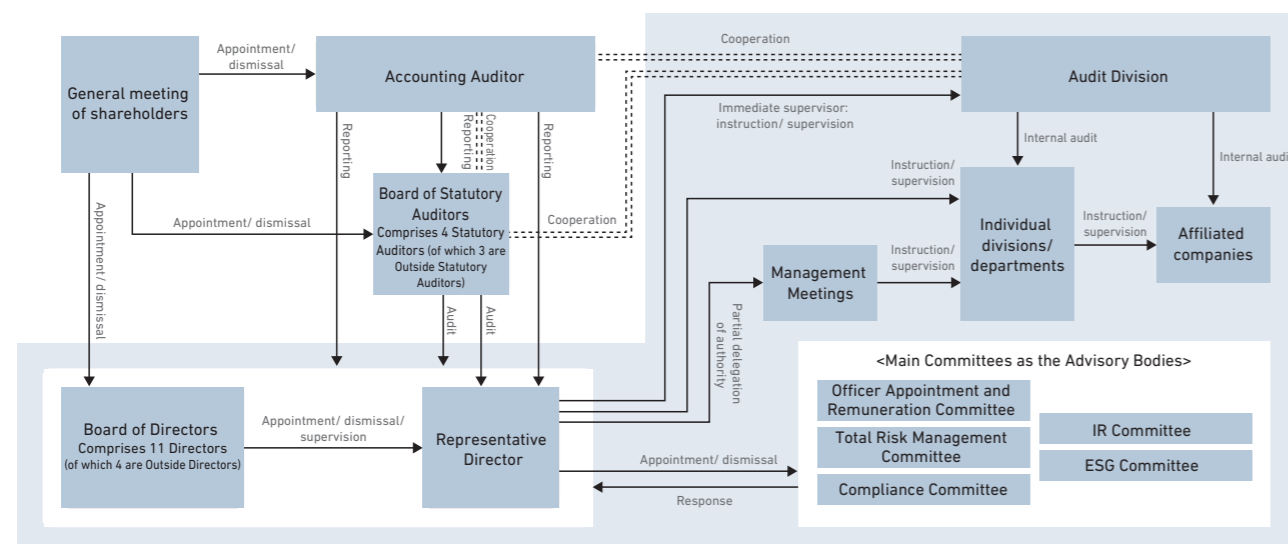 General meeting
of shareholders
Appointment/
dismissal
Accounting Auditor
Cooperation
Audit Division
Reporting
Reporting
Cooperation
Reporting
Immediate supervisor:
instruction/ supervision
Internal audit
Internal audit
Appointment/ dismissal
Appointment/ dismissal
Board of Statutory
Auditors
Comprises 4 Statutory
Auditors (of which 3 are
Outside Statutory
Auditors)
Cooperation
Instruction/
supervision
Individual
divisions/
departments
Instruction/
supervision
Affiliated
companies
Management
Meetings
Instruction/
supervision
Audit
Audit
Partial delegation
of authority
Board of Directors
Comprises 11 Directors
(of which 4 are Outside Directors)
Appointment/ dismissal/
supervision
Representative
Director
Appointment/ dismissal
Response
<Main Committees as the Advisory Bodies>
Officer Appointment and
Remuneration Committee
Total Risk Management
Committee
Compliance Committee
IR Committee
ESG Committee